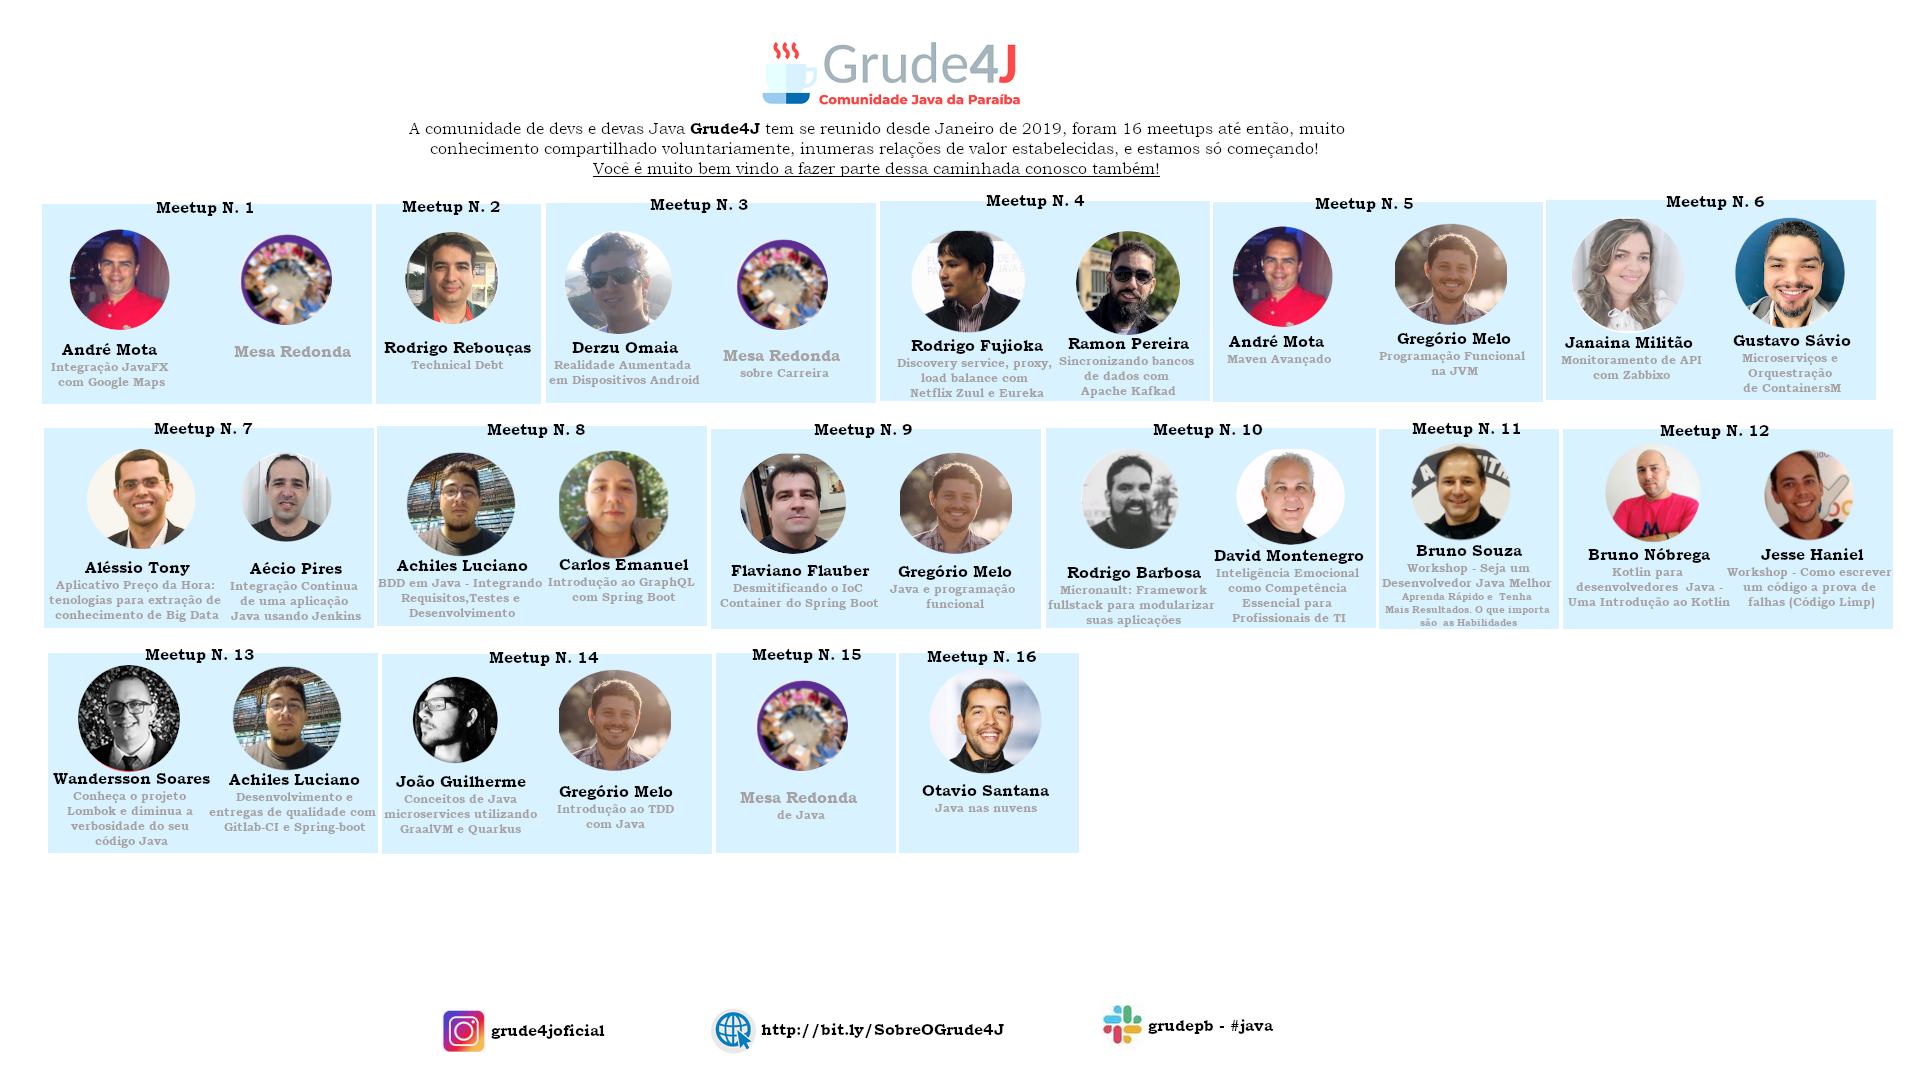 Grude4J
Comunidade Java da Paraíba
A comunidade de devs e devas Java Grude4J tem se reunido desde Janeiro de 2019, foram 16 meetups até então, muito
conhecimento compartilhado voluntariamente, inumeras relações de valor estabelecidas, e estamos só começando!
Você é muito bem vindo a fazer parte dessa caminhada conosco também!
Meetup N. 1
André Mota
Integração JavaFX
com Google Maps
Mesa Redonda
Meetup N. 2
Rodrigo Rebouças
Technical Debt
Meetup N. 3
Derzu Omaia
Realidade Aumentada
em Dispositivos Android
Mesa Redonda
sobre Carreira
Meetup N. 4
Rodrigo Fujioka
Discovery service, proxy,
load balance com
Netflix Zuul e Eureka
Ramon Pereira
Sincronizando bancos
de dados com
Apache Kafkad
Meetup N. 5
André Mota
Maven Avançado
Gregório Melo
Programação Funcional
na JVM
Meetup N. 6
Janaina Militão
Monitoramento de API
com Zabbixo
Gustavo Sávio
Microserviços e
Orquestração
de ContainersM
Meetup N. 7
Aléssio Tony
Aplicativo Preço da Hora:
tenologias para extração de
conhecimento de Big Data
Aécio Pires
Integração Continua
de uma aplicação
Java usando Jenkins
Meetup N. 8
Achiles Luciano
BDD em Java - Integrando
Requisitos,Testes e
Desenvolvimento
Carlos Emanuel
Introdução ao GraphQL
com Spring Boot
Meetup N. 9
Flaviano Flauber
Desmitificando o IoC
Container do Spring Boot
Gregório Melo
Java e programação
funcional
Meetup N. 10
Rodrigo Barbosa
Micronault: Framework
fullstack para modularizar
suas aplicações
David Montenegro
Inteligência Emocional
como Competência
Essencial para
Profissionais de TI
Meetup N. 11
Bruno Souza
Workshop - Seja um
Desenvolvedor Java Melhor
Aprenda Rápido e Tenha
Mais Resultados. O que importa
são as Habilidades
Meetup N. 12
Bruno Nóbrega
Kotlin para
desenvolvedores Java -
Uma Introdução ao Kotlin
Jesse Haniel
Workshop - Como escrever
um código a prova de
falhas (Código Limp)
Meetup N. 13
Wandersson Soares
Conheça o projeto
Lombok e diminua a
verbosidade do seu
código Java
Achiles Luciano
Desenvolvimento e
entregas de qualidade com
Gitlab-CI e Spring-boot
Meetup N. 14
João Guilherme
Conceitos de Java
microservices utilizando
GraalVM e Quarkus
Gregório Melo
Introdução ao TDD
com Java
Meetup N. 15
Mesa Redonda
de Java
Meetup N. 16
Otavio Santana
Java nas nuvens
grude4joficial
http://bit.ly/SobreOGrude4J
grudepb - #java